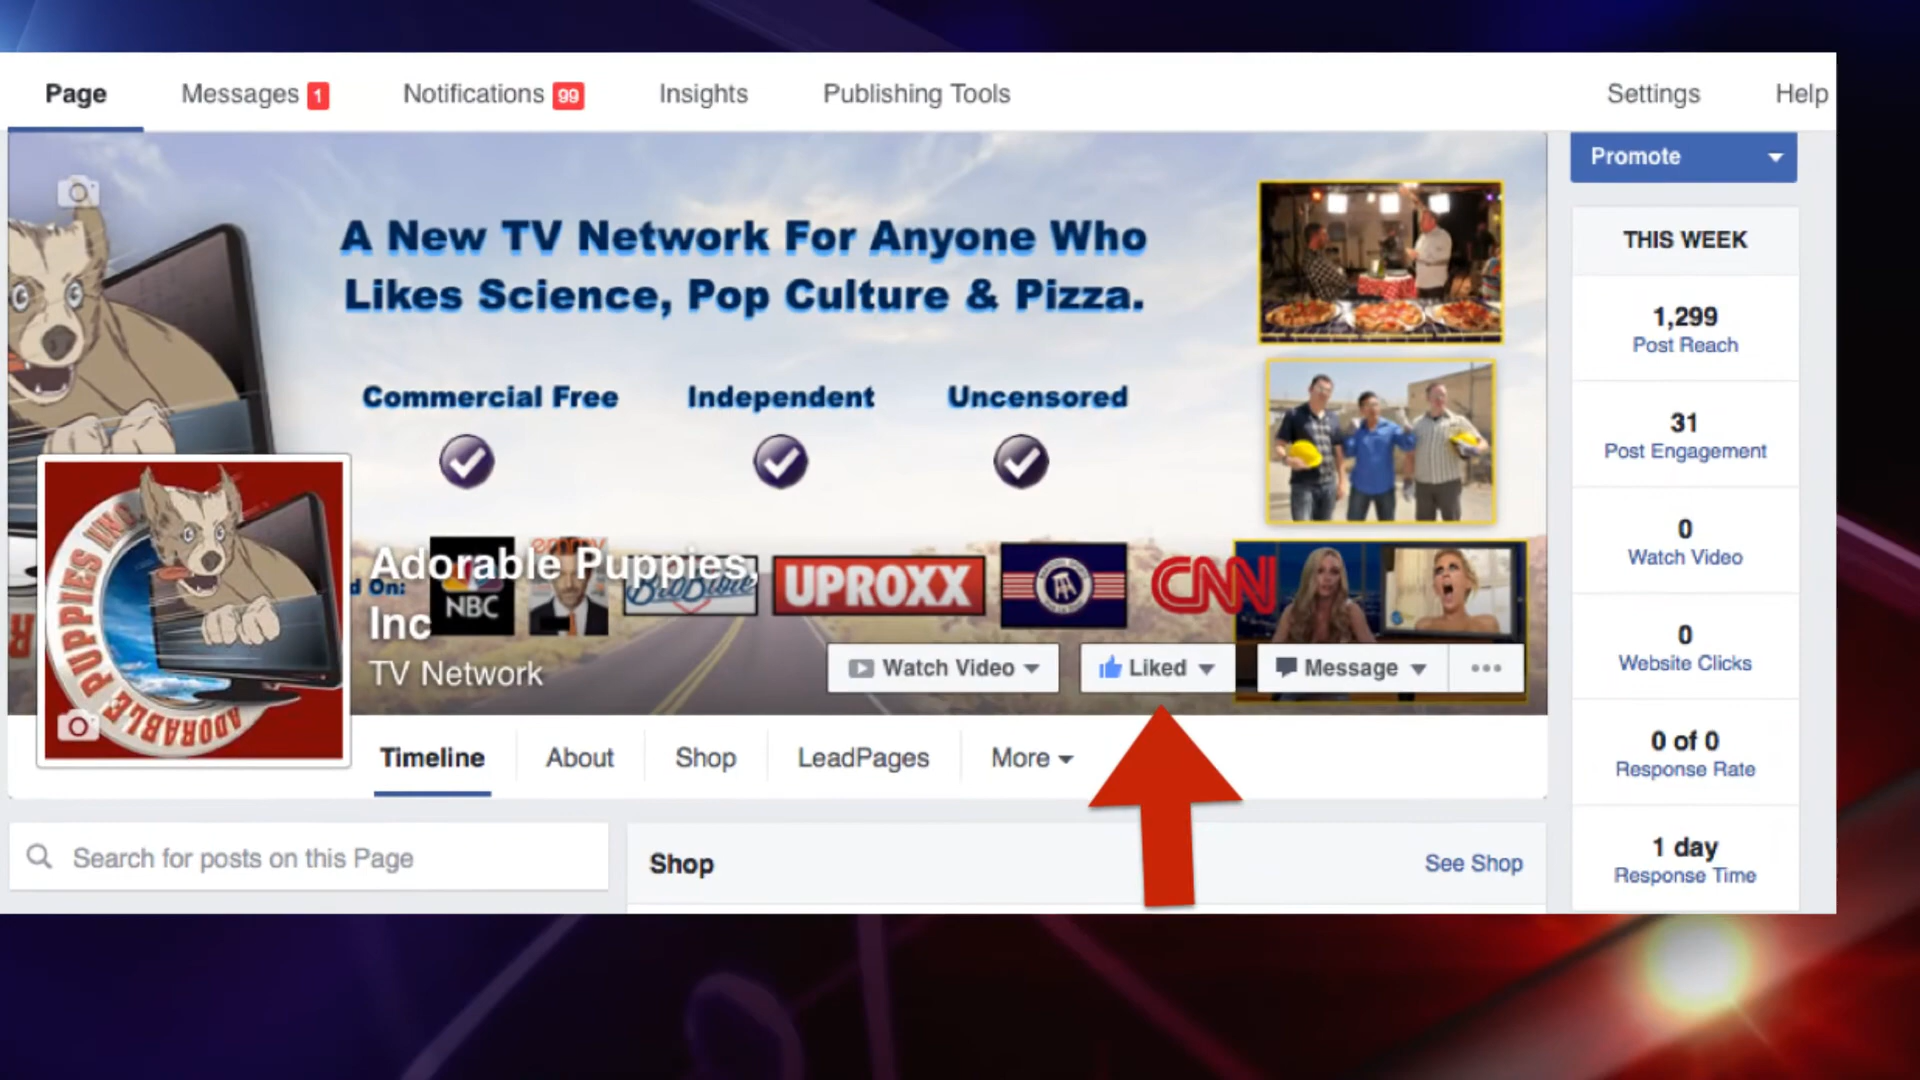 Page
Messages 1
Notifications 99
Insights
Publishing Tools
Settings
Help
A New TV Network For Anyone Who
Likes Science, Pop Culture & Pizza.
Commercial Free
Independent
Uncensored
Promote
THIS WEEK
1,299
Post Reach
31
Post Engagement
0
Watch Video
0
Website Clicks
0 of 0
Response Rate
1 day
Response Time
ADORABLE PUPPIES INC.
Adorable Puppies,
Inc
TV Network
On:
NBC
BroBible
UPROXX
CNN
Watch Video
Liked
Message
Timeline
About
Shop
LeadPages
More
Search for posts on this Page
Shop
See Shop